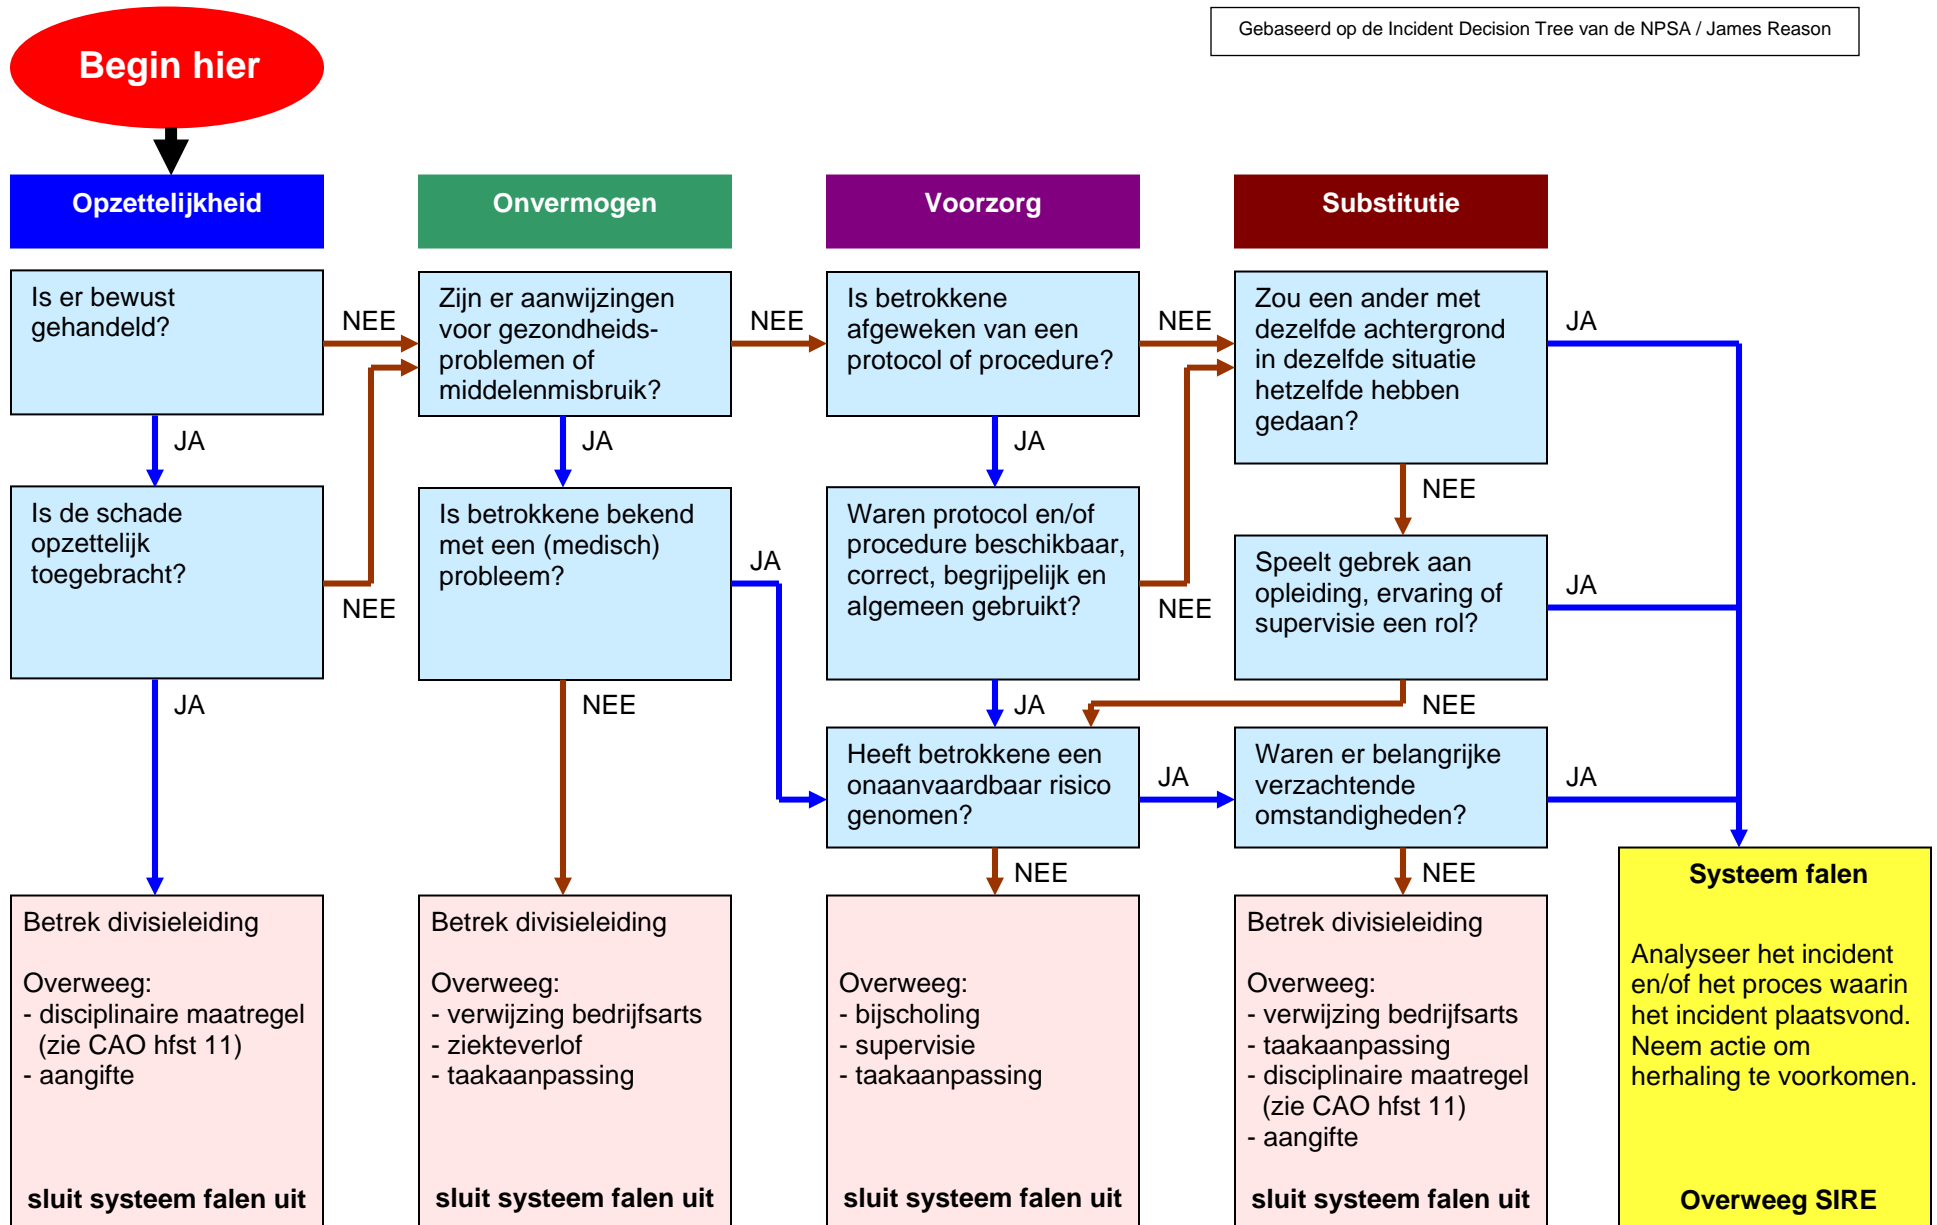 Gebaseerd op de Incident Decision Tree van de NPSA / James Reason
Begin hier
Opzettelijkheid
Onvermogen
Voorzorg
Substitutie
Is er bewust
gehandeld?
NEE
Zijn er aanwijzingen
voor gezondheids-
problemen of
middelenmisbruik?
NEE
Is betrokkene
afgeweken van een
protocol of procedure?
NEE
Zou een ander met
dezelfde achtergrond
in dezelfde situatie
hetzelfde hebben
gedaan?
JA
JA
JA
JA
NEE
Is de schade
opzettelijk
toegebracht?
NEE
Is betrokkene bekend
met een (medisch)
probleem?
JA
Waren protocol en/of
procedure beschikbaar,
correct, begrijpelijk en
algemeen gebruikt?
NEE
Speelt gebrek aan
opleiding, ervaring of
supervisie een rol?
JA
JA
NEE
JA
NEE
Heeft betrokkene een
onaanvaardbaar risico
genomen?
JA
Waren er belangrijke
verzachtende
omstandigheden?
JA
NEE
NEE
Betrek divisieleiding
Overweeg:
- disciplinaire maatregel
(zie CAO hfst 11)
- aangifte
sluit systeem falen uit
Betrek divisieleiding
Overweeg:
- verwijzing bedrijfsarts
- ziekteverlof
- taakaanpassing
sluit systeem falen uit
Overweeg:
- bijscholing
- supervisie
- taakaanpassing
sluit systeem falen uit
Betrek divisieleiding
Overweeg:
- verwijzing bedrijfsarts
- taakaanpassing
- disciplinaire maatregel
(zie CAO hfst 11)
- aangifte
sluit systeem falen uit
Systeem falen
Analyseer het incident
en/of het proces waarin
het incident plaatsvond.
Neem actie om
herhaling te voorkomen.
Overweeg SIRE